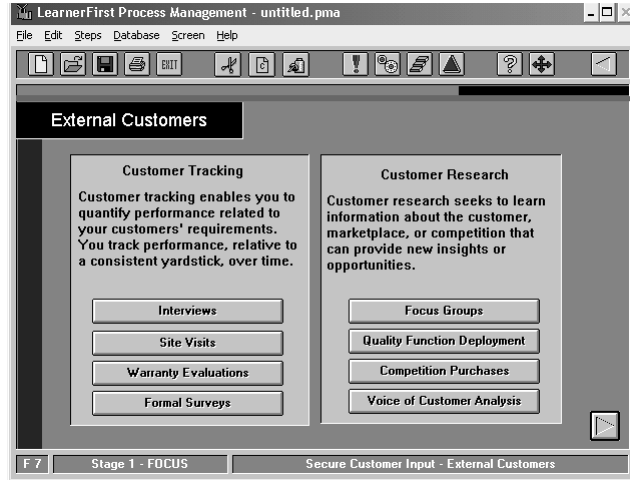 LearnerFirst Process Management - untitled.pma
File Edit Steps Database Screen Help
EXIT
External Customers
Customer Tracking
Customer tracking enables you to
quantify performance related to
your customers' requirements.
You track performance, relative to
a consistent yardstick, over time.
Interviews
Site Visits
Warranty Evaluations
Formal Surveys
Customer Research
Customer research seeks to learn
information about the customer,
marketplace, or competition that
can provide new insights or
opportunities.
Focus Groups
Quality Function Deployment
Competition Purchases
Voice of Customer Analysis
F 7 Stage 1 - FOCUS Secure Customer Input - External Customers